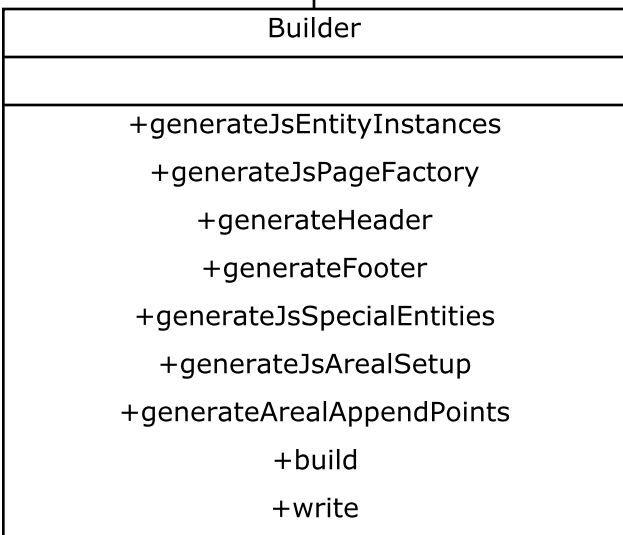 Builder
+generateJsEntityInstances
+generateJsPageFactory
+generateHeader
+generateFooter
+generateJsSpecialEntities
+generateJsArealSetup
+generateArealAppendPoints
+build
+write